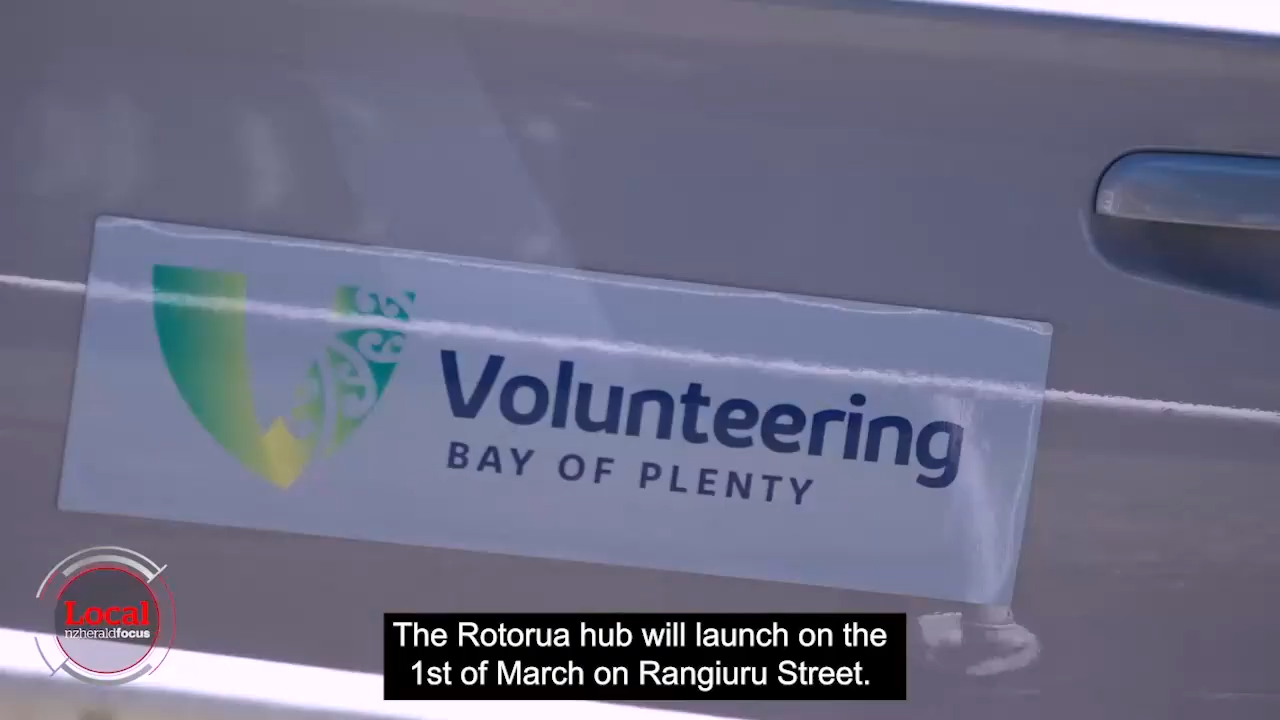 Volunteering
BAY OF PLENTY
Local
nzheraldfocus
The Rotorua hub will launch on the
1st of March on Rangiuru Street.